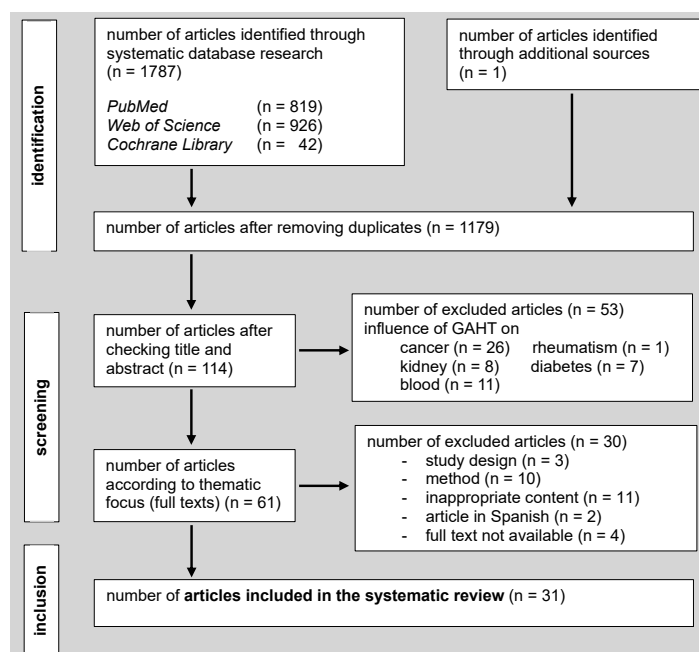 identification
number of articles identified through
systematic database research
(n = 1787)
PubMed (n = 819)
Web of Science (n = 926)
Cochrane Library (n = 42)
number of articles identified
through additional sources
(n = 1)
number of articles after removing duplicates (n = 1179)
screening
number of articles after
checking title and
abstract (n = 114)
number of excluded articles (n = 53)
influence of GAHT on
cancer (n = 26) rheumatism (n = 1)
kidney (n = 8) diabetes (n = 7)
blood (n = 11)
number of articles
according to thematic
focus (full texts) (n = 61)
number of excluded articles (n = 30)
- study design (n = 3)
- method (n = 10)
- inappropriate content (n = 11)
- article in Spanish (n = 2)
- full text not available (n = 4)
inclusion
number of articles included in the systematic review (n = 31)